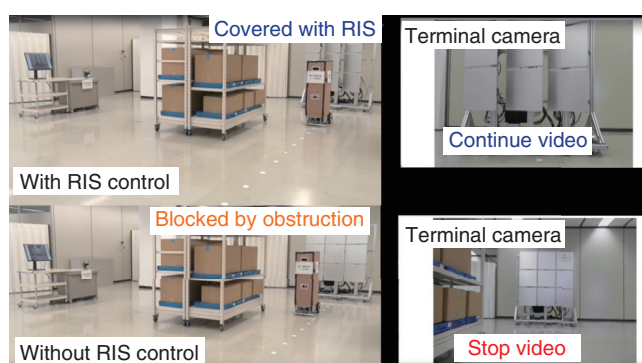 Covered with RIS
Terminal camera
Continue video
With RIS control
Blocked by obstruction
Terminal camera
Stop video
Without RIS control